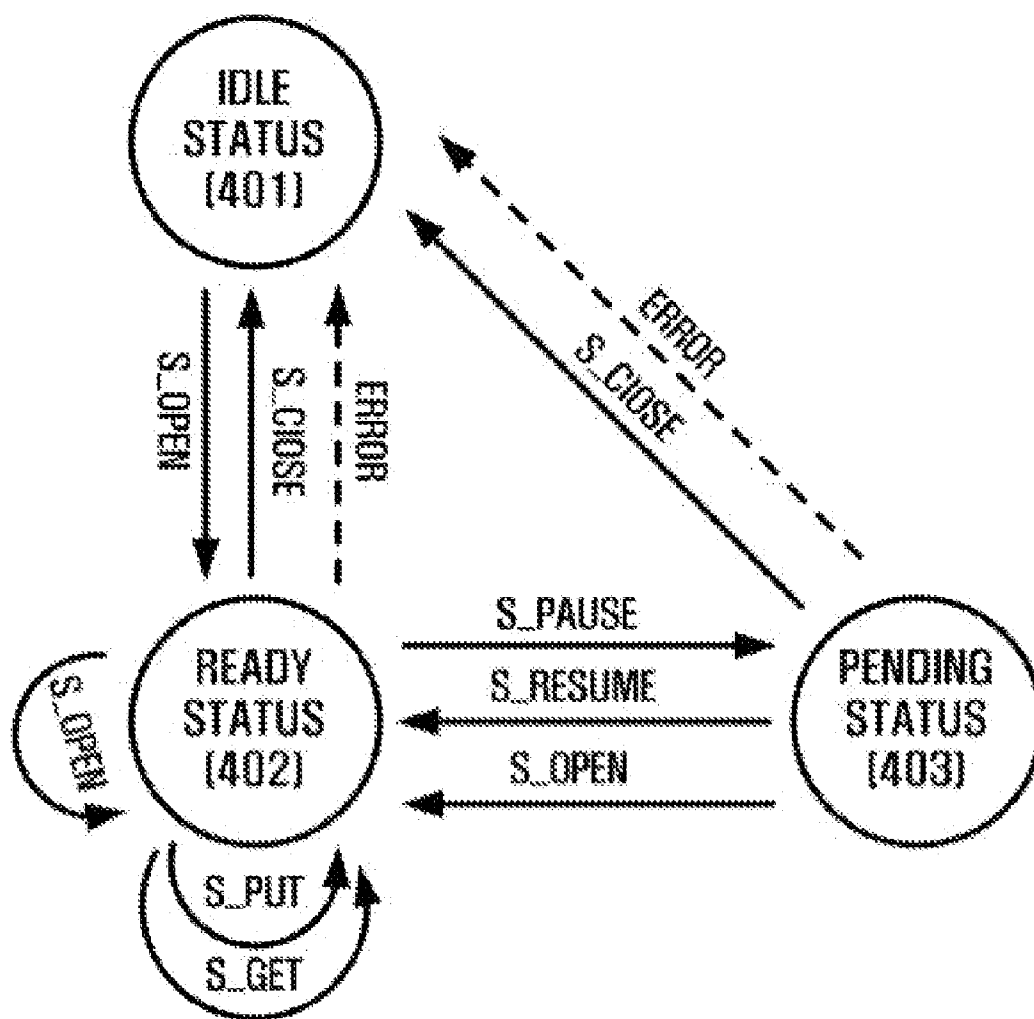 IDLE
STATUS
(401)
S_OPEN
S_CIOSE
ERROR
ERROR
S_CIOSE
S_PAUSE
S_RESUME
S_OPEN
READY
STATUS
(402)
PENDING
STATUS
(403)
S_OPEN
S_PUT
S_GET